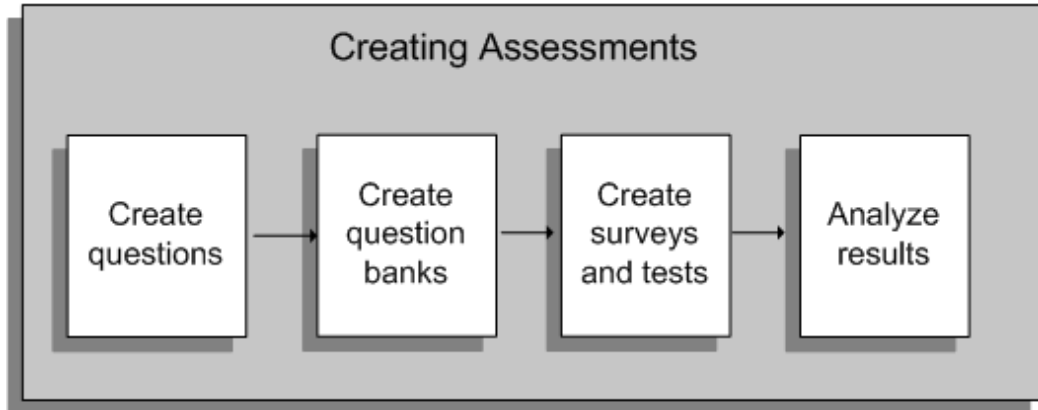 Creating Assessments
Create
questions
Create
question
banks
Create
surveys
and tests
Analyze
results